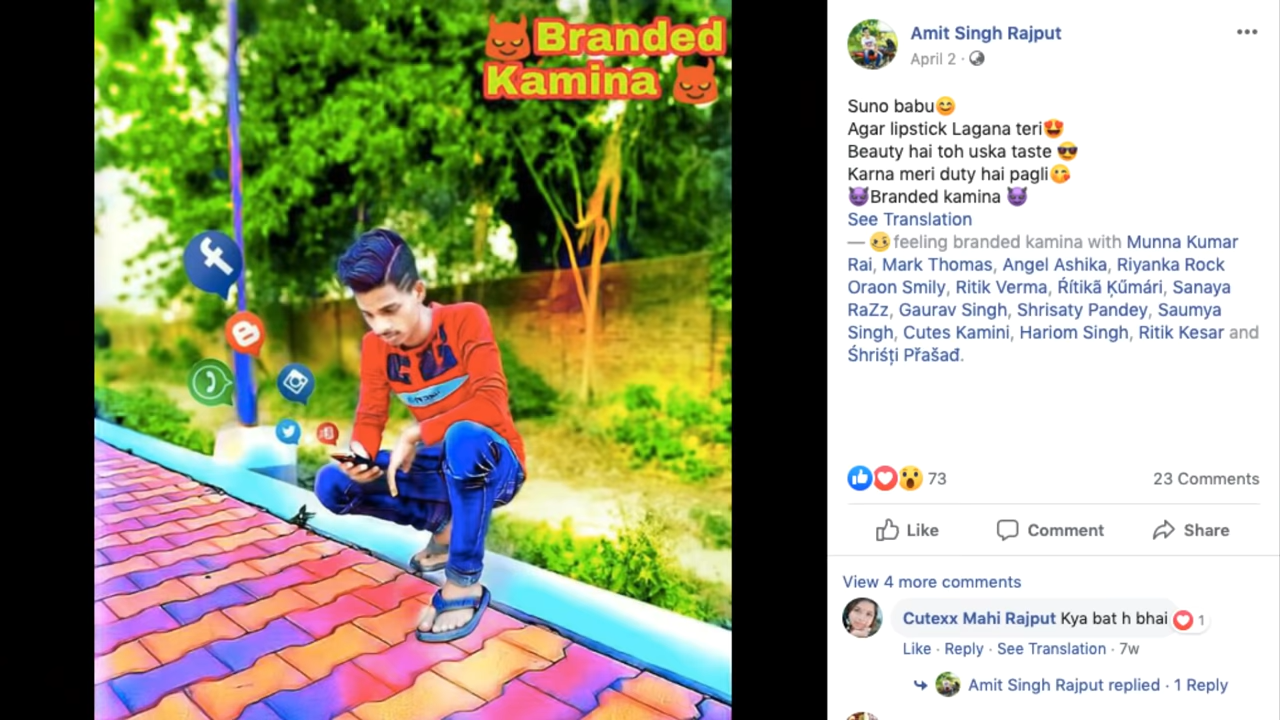 😈Branded
Kamina 😈
Amit Singh Rajput
April 2 ·
Suno babu😊
Agar lipstick Lagana teri😍
Beauty hai toh uska taste 😎
Karna meri duty hai pagli😋
😈Branded kamina 😈
See Translation
— feeling branded kamina with Munna Kumar
Rai, Mark Thomas, Angel Ashika, Riyanka Rock
Oraon Smily, Ritik Verma, Ŕítikã Ķűmári, Sanaya
RaZz, Gaurav Singh, Shrisaty Pandey, Saumya
Singh, Cutes Kamini, Hariom Singh, Ritik Kesar and
Śhriśți Přašađ.
73
23 Comments
Like
Comment
Share
View 4 more comments
Cutexx Mahi Rajput Kya bat h bhai
1
Like · Reply · See Translation · 7w
Amit Singh Rajput replied · 1 Reply